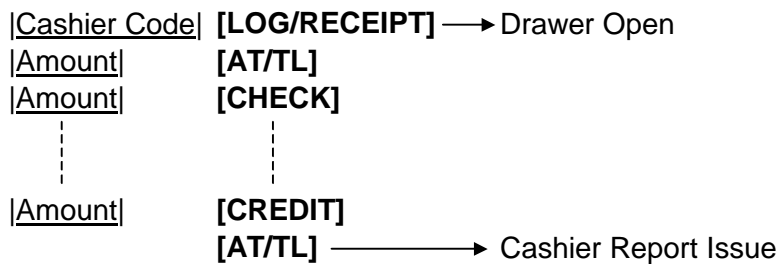 |Cashier Code| [LOG/RECEIPT] Drawer Open
|Amount| [AT/TL]
|Amount| [CHECK]
|Amount| [CREDIT]
[AT/TL] Cashier Report Issue